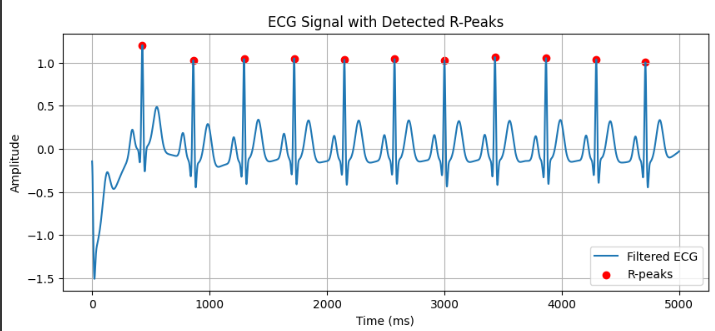 ECG Signal with Detected R-Peaks
1.0
0.5
0.0
−0.5
−1.0
−1.5
Amplitude
Filtered ECG
R-peaks
0 1000 2000 3000 4000 5000
Time (ms)